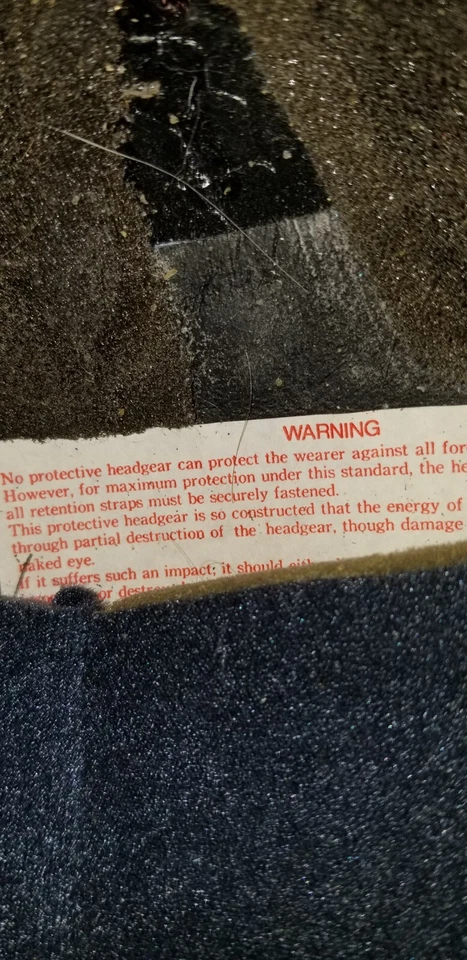 WARNING
No protective headgear can protect the wearer against all
However, for maximum protection under this standard, the
all retention straps must be securely fastened.
This protective headgear is so constructed that the energy of
through partial destruction of the headgear, though damage
naked eye.
If it suffers such an impact; it should
or